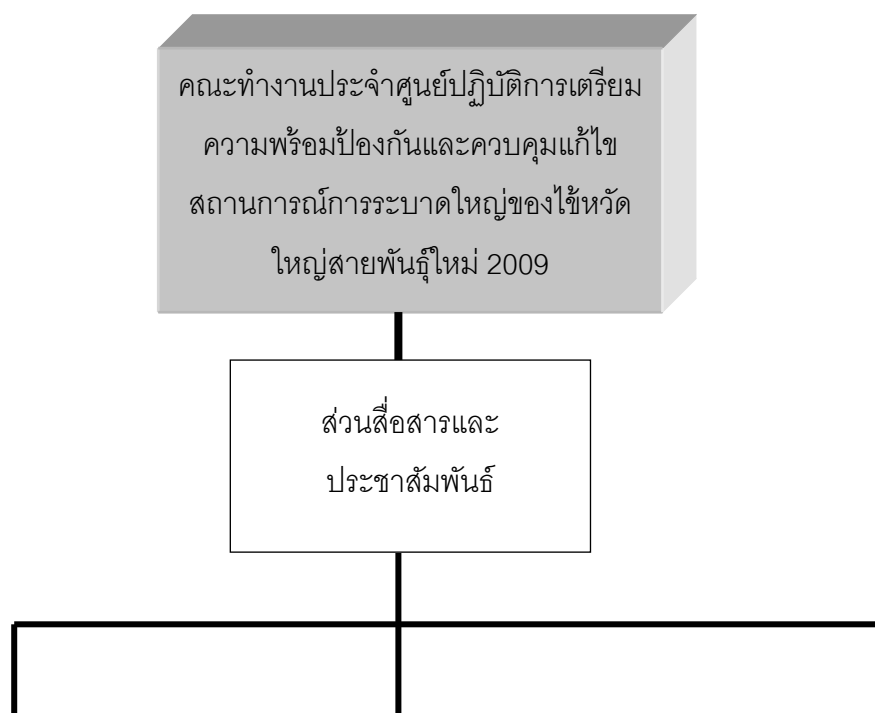 คณะทำงานประจำศูนย์ปฏิบัติการเตรียม
ความพร้อมป้องกันและควบคุมแก้ไข
สถานการณ์การระบาดใหญ่ของไข้หวัด
ใหญ่สายพันธุ์ใหม่ 2009
ส่วนสื่อสารและ
ประชาสัมพันธ์